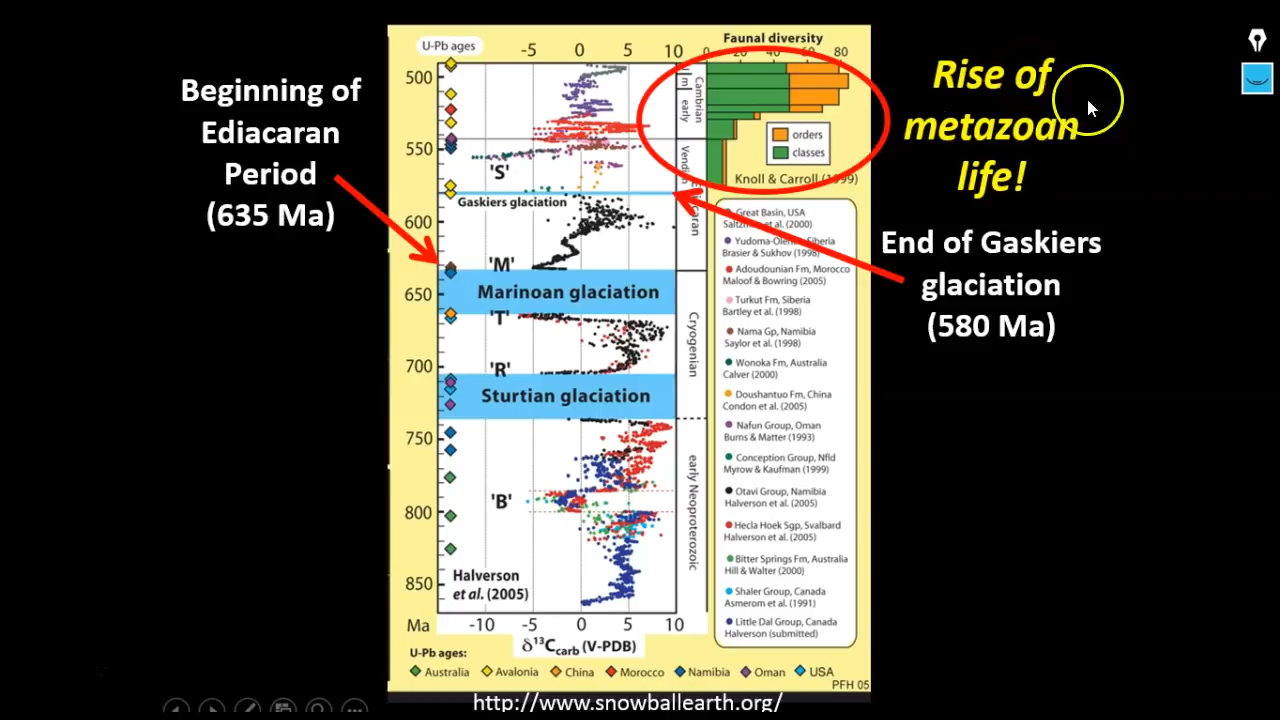 Beginning of
Ediacaran
Period
(635 Ma)
U-Pb ages
-5 0 5 10
Faunal diversity
0 20 40 60 80
500
550
600
650
700
750
800
850
Cambrian
m
early
orders
classes
Knoll & Carroll (1999)
'S'
Gaskiers glaciation
'M'
Marinoan glaciation
'T'
'R'
Sturtian glaciation
'B'
Cryogenian
early Neoproterozoic
Halverson
et al. (2005)
Great Basin, USA
Saltzman et al. (2000)
Yudoma-Olenek, Siberia
Brasier & Sukhov (1998)
Adoudounian Fm, Morocco
Maloof & Bowring (2005)
Turkut Fm, Siberia
Bartley et al. (1998)
Nama Gp, Namibia
Saylor et al. (1998)
Wonoka Fm, Australia
Calver (2000)
Doushantuo Fm, China
Condon et al. (2005)
Nafun Group, Oman
Burns & Matter (1993)
Conception Group, Nfld
Myrow & Kaufman (1999)
Otavi Group, Namibia
Halverson et al. (2005)
Hecla Hoek Sgp, Svalbard
Halverson et al. (2005)
Bitter Springs Fm, Australia
Hill & Walter (2000)
Shaler Group, Canada
Asmerom et al. (1991)
Little Dal Group, Canada
Halverson (submitted)
Ma -10 -5 0 5 10
δ¹³Ccarb (V-PDB)
U-Pb ages:
Australia Avalonia China Morocco Namibia Oman USA
PFH 05
http://www.snowballearth.org/
Rise of
metazoan
life!
End of Gaskiers
glaciation
(580 Ma)